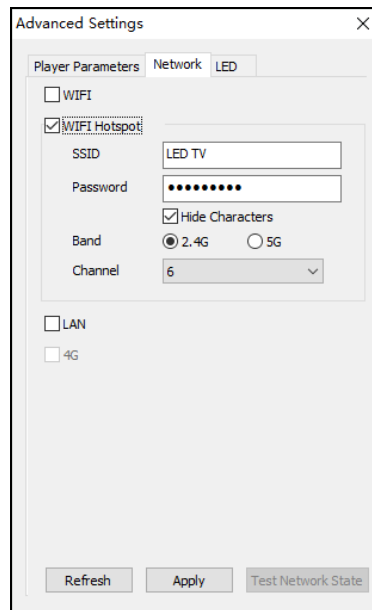 Advanced Settings
Player Parameters Network LED
WIFI
WIFI Hotspot
SSID LED TV
Password •••••••••
Hide Characters
Band 2.4G 5G
Channel 6
LAN
4G
Refresh Apply Test Network State